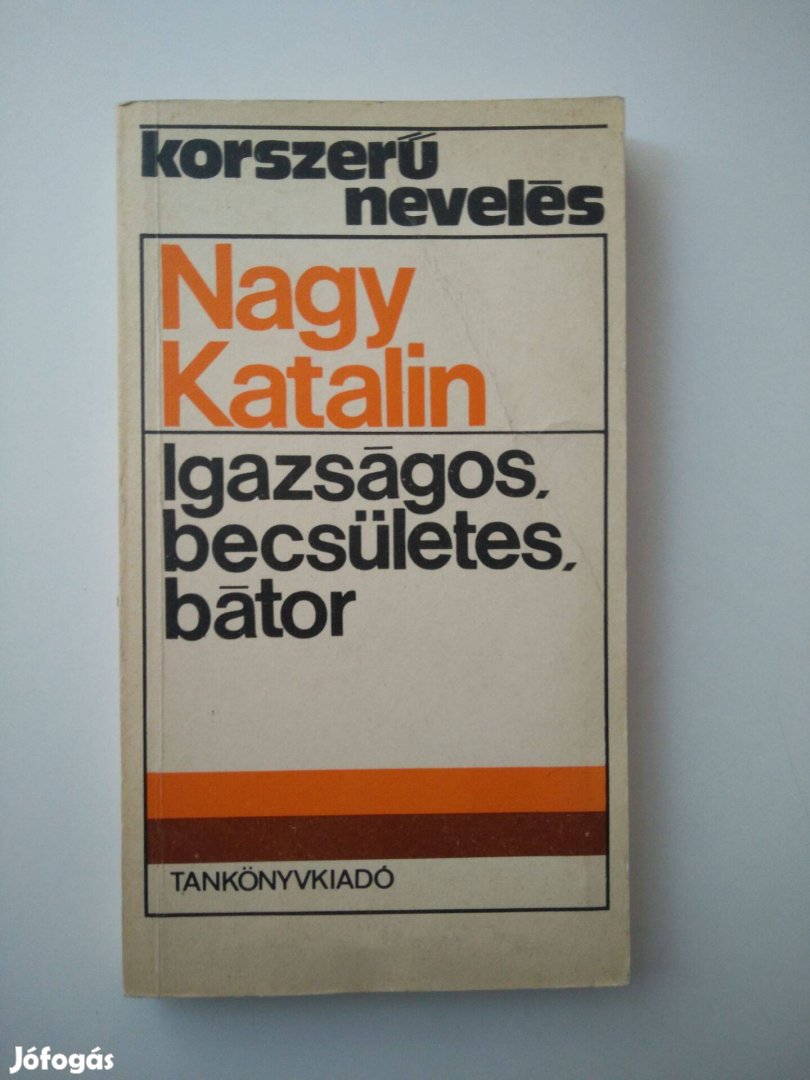 korszerű
nevelés
Nagy
Katalin
Igazságos,
becsületes,
bátor
TANKÖNYVKIADÓ
Jófogás